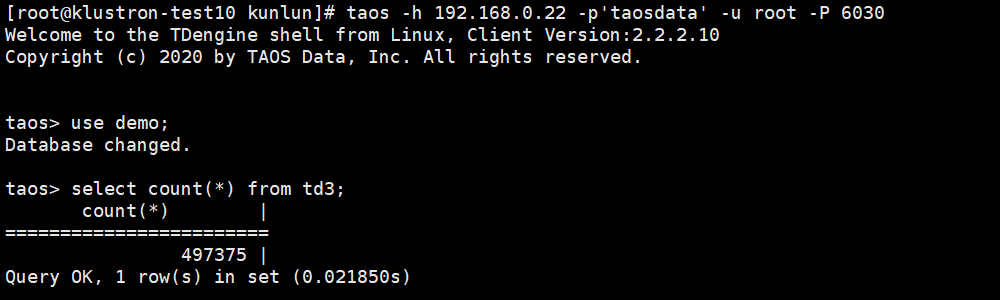 [root@klustron-test10 kunlun]# taos -h 192.168.0.22 -p'taosdata' -u root -P 6030
Welcome to the TDengine shell from Linux, Client Version:2.2.2.10
Copyright (c) 2020 by TAOS Data, Inc. All rights reserved.
taos> use demo;
Database changed.
taos> select count(*) from td3;
       count(*)        |
========================
                497375 |
Query OK, 1 row(s) in set (0.021850s)